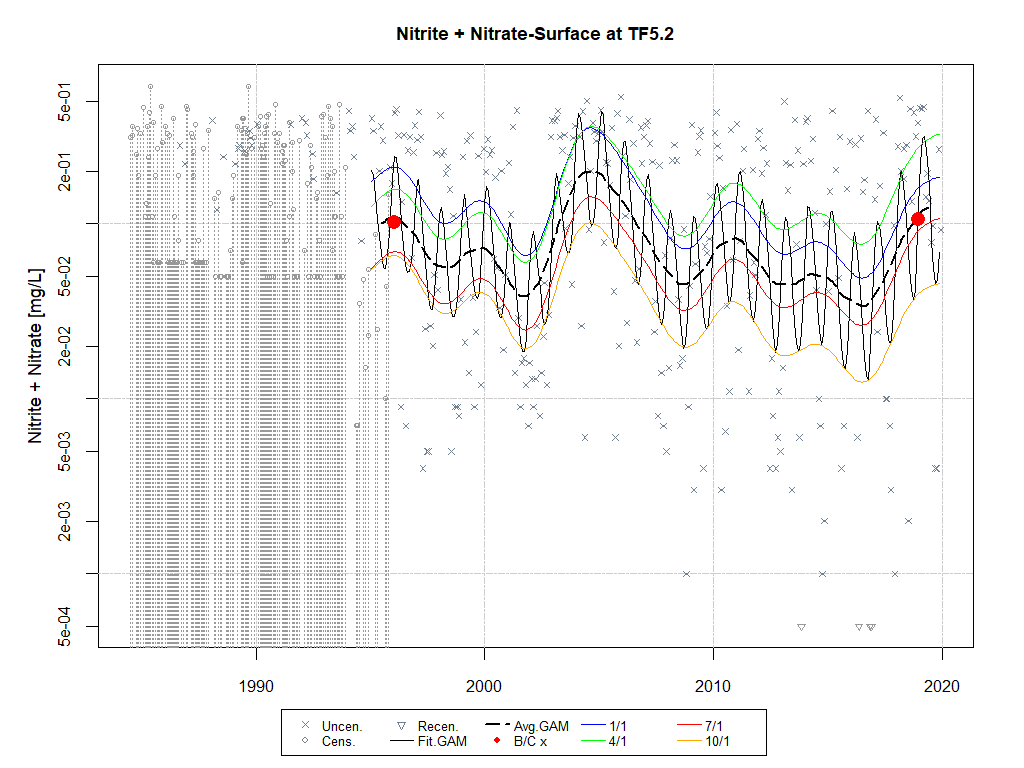 Nitrite + Nitrate-Surface at TF5.2
Nitrite + Nitrate [mg/L]
5e-01
2e-01
5e-02
2e-02
5e-03
2e-03
5e-04
1990 2000 2010 2020
Uncen. Recen. Avg.GAM 1/1 7/1
Cens. Fit.GAM B/C x 4/1 10/1